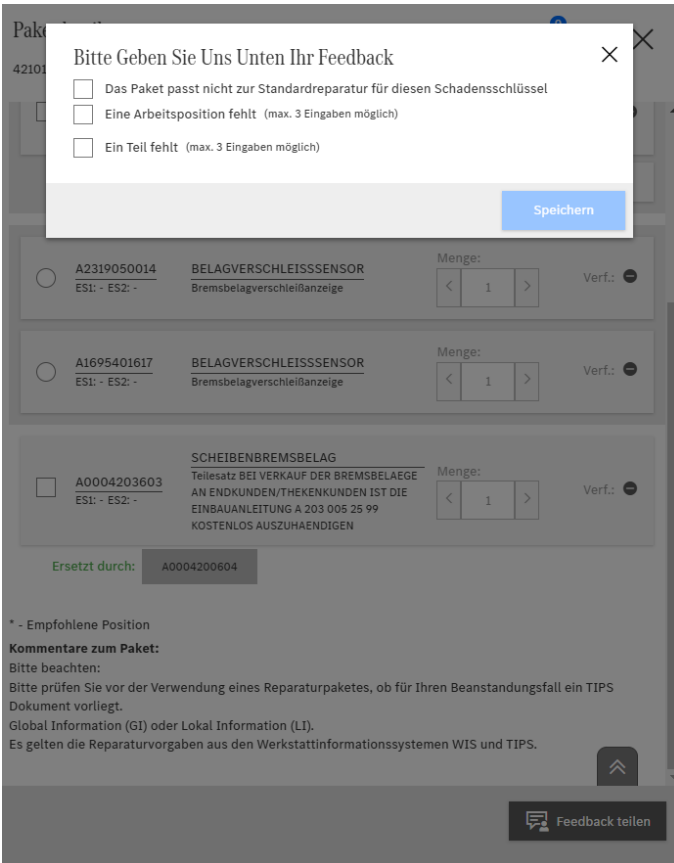 Pake
42101
Bitte Geben Sie Uns Unten Ihr Feedback
Das Paket passt nicht zur Standardreparatur für diesen Schadensschlüssel
Eine Arbeitsposition fehlt (max. 3 Eingaben möglich)
Ein Teil fehlt (max. 3 Eingaben möglich)
Speichern
A2319050014 BELAGVERSCHLEISSSENSOR Menge:
ES1: - ES2: - Bremsbelagverschleißanzeige 1 Verf.:
A1695401617 BELAGVERSCHLEISSSENSOR Menge:
ES1: - ES2: - Bremsbelagverschleißanzeige 1 Verf.:
SCHEIBENBREMSBELAG
Teilesatz BEI VERKAUF DER BREMSBELAEGE Menge:
A0004203603 AN ENDKUNDEN/THEKENKUNDEN IST DIE Verf.:
ES1: - ES2: - EINBAUANLEITUNG A 203 005 25 99 1
KOSTENLOS AUSZUHAENDIGEN
Ersetzt durch: A0004200604
* - Empfohlene Position
Kommentare zum Paket:
Bitte beachten:
Bitte prüfen Sie vor der Verwendung eines Reparaturpaketes, ob für Ihren Beanstandungsfall ein TIPS
Dokument vorliegt.
Global Information (GI) oder Lokal Information (LI).
Es gelten die Reparaturvorgaben aus den Werkstattinformationssystemen WIS und TIPS.
Feedback teilen